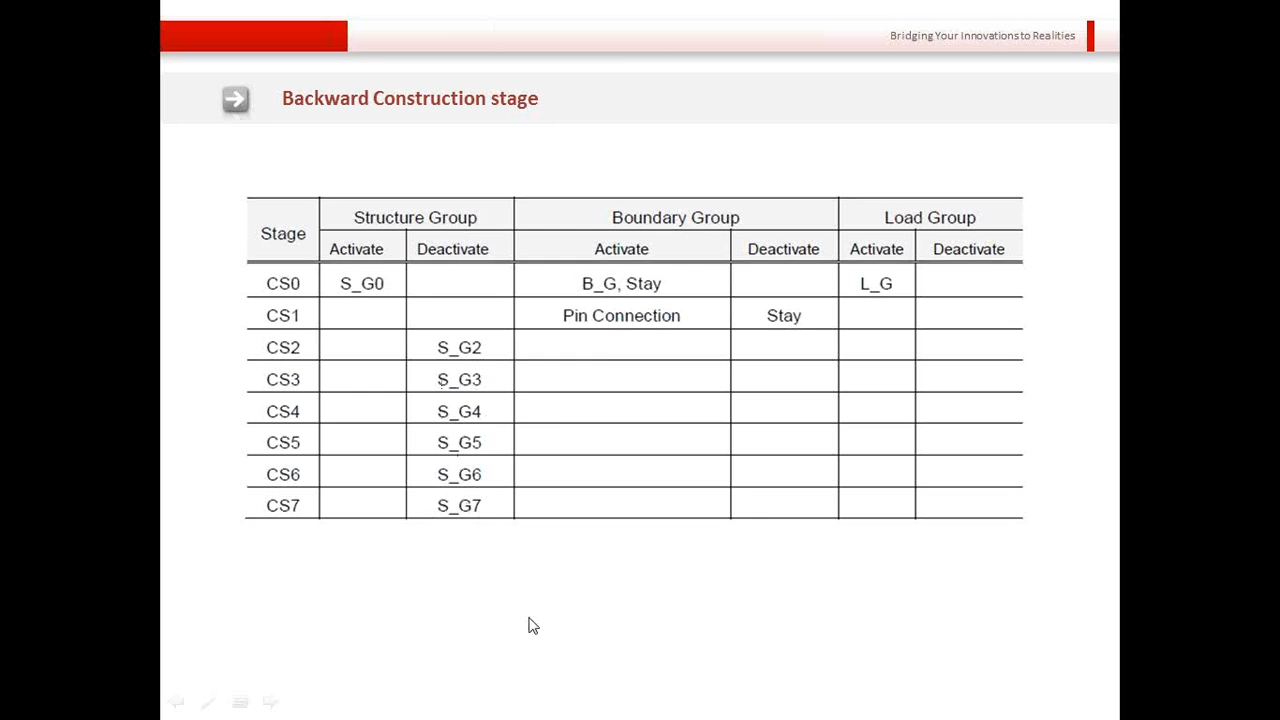 Bridging Your Innovations to Realities
Backward Construction stage
Stage Structure Group Boundary Group Load Group
Activate Deactivate Activate Deactivate Activate Deactivate
CS0 S_G0 B_G, Stay L_G
CS1 Pin Connection Stay
CS2 S_G2
CS3 S_G3
CS4 S_G4
CS5 S_G5
CS6 S_G6
CS7 S_G7